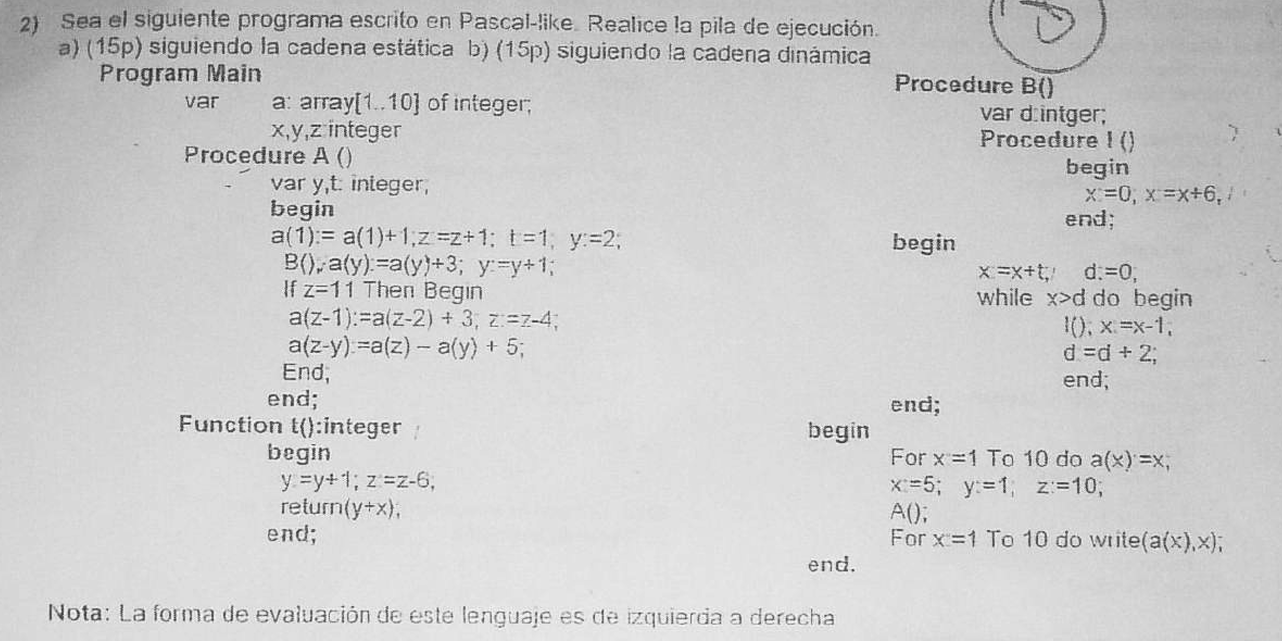 2) Sea el siguiente programa escrito en Pascal-like. Realice la pila de ejecución.
a) (15p) siguiendo la cadena estática b) (15p) siguiendo la cadena dinámica
Program Main
var a: array[1..10] of integer;
x,y,z:integer
Procedure A ()
var y,t: integer;
begin
a(1):= a(1)+1;z:=z+1; t:=1; y:=2;
B(); a(y):=a(y)+3; y:=y+1;
If z=11 Then Begin
a(z-1):=a(z-2) + 3; z:=z-4;
a(z-y):=a(z) – a(y) + 5;
End;
end;
Function t():integer
begin
y:=y+1; z:=z-6;
return(y+x);
end;
Procedure B()
var d:intger;
Procedure I ()
begin
x:=0; x:=x+6;
end;
begin
x:=x+t; d:=0;
while x>d do begin
I(); x:=x-1;
d:=d + 2;
end;
end;
begin
For x:=1 To 10 do a(x):=x;
x:=5; y:=1; z:=10;
A();
For x:=1 To 10 do write(a(x),x);
end.
Nota: La forma de evaluación de este lenguaje es de izquierda a derecha